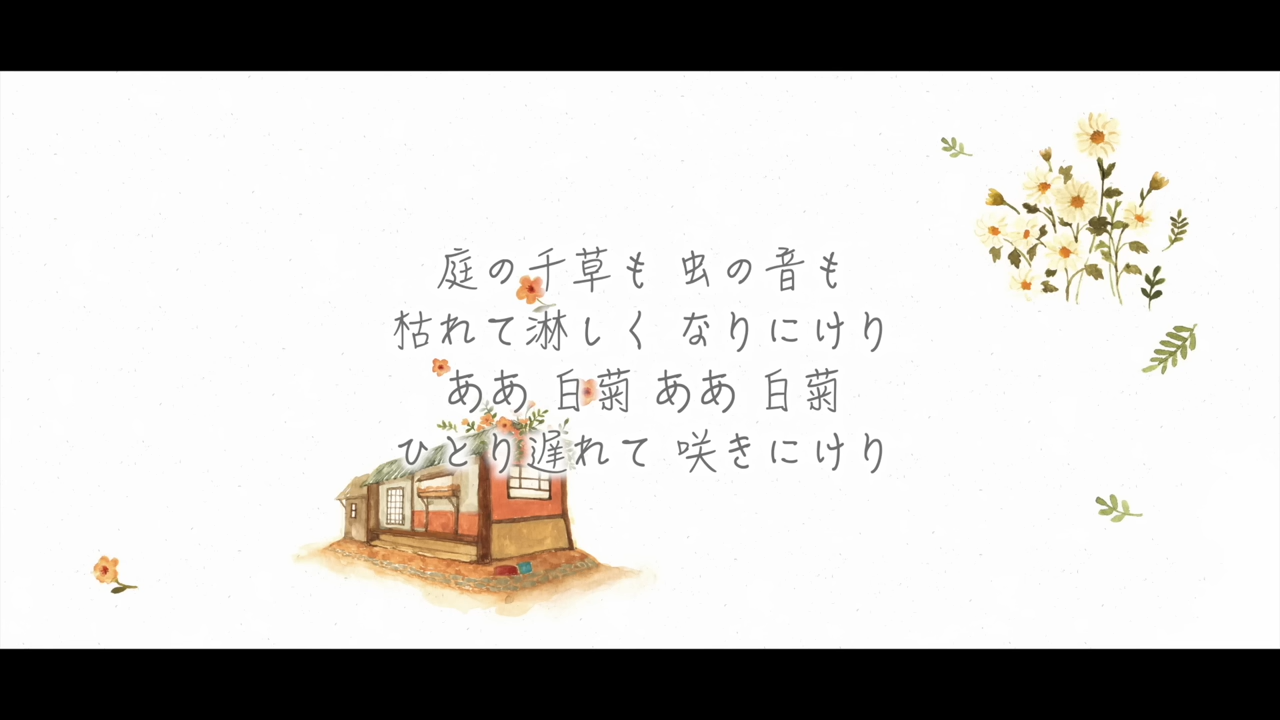 庭の千草も 虫の音も
枯れて淋しく なりにけり
ああ 白菊 ああ 白菊
ひとり遅れて 咲きにけり